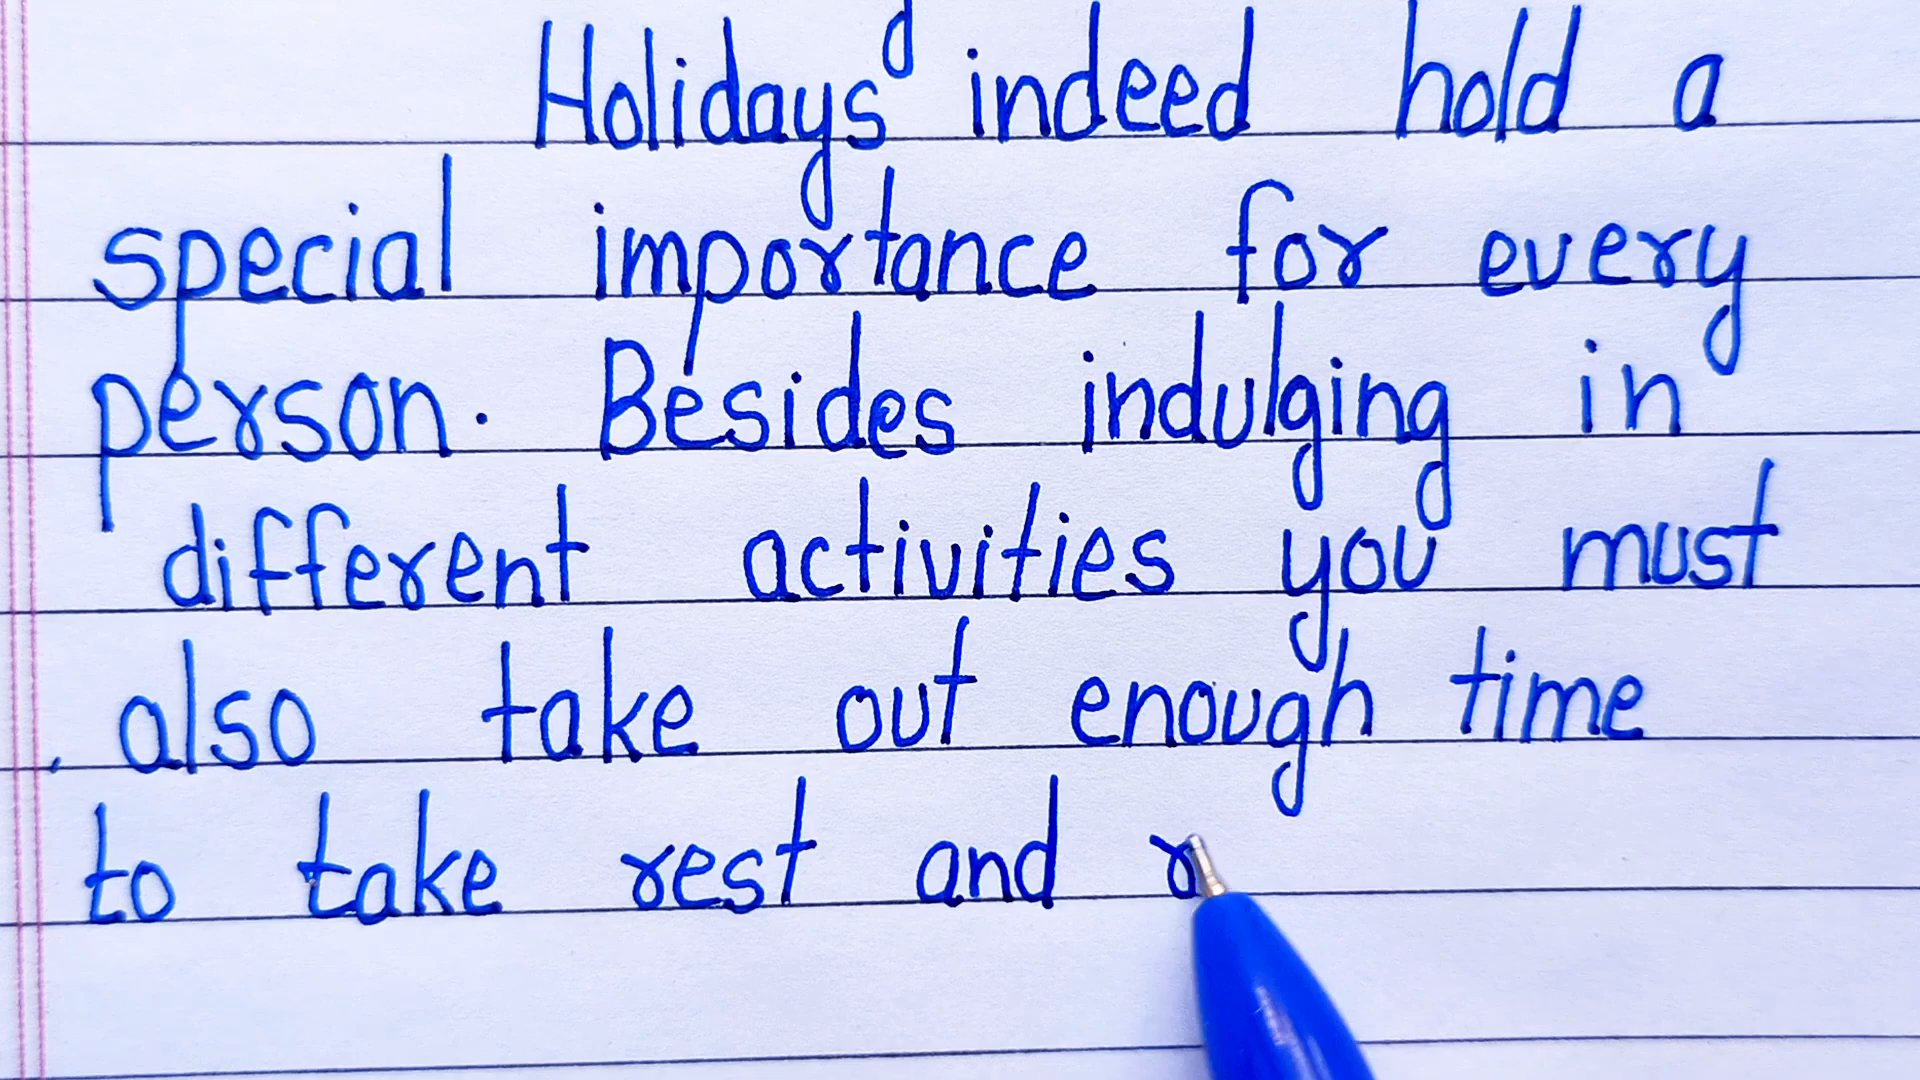 Holidays indeed hold a
special importance for every
person. Besides indulging in
different activities you must
also take out enough time
to take rest and r